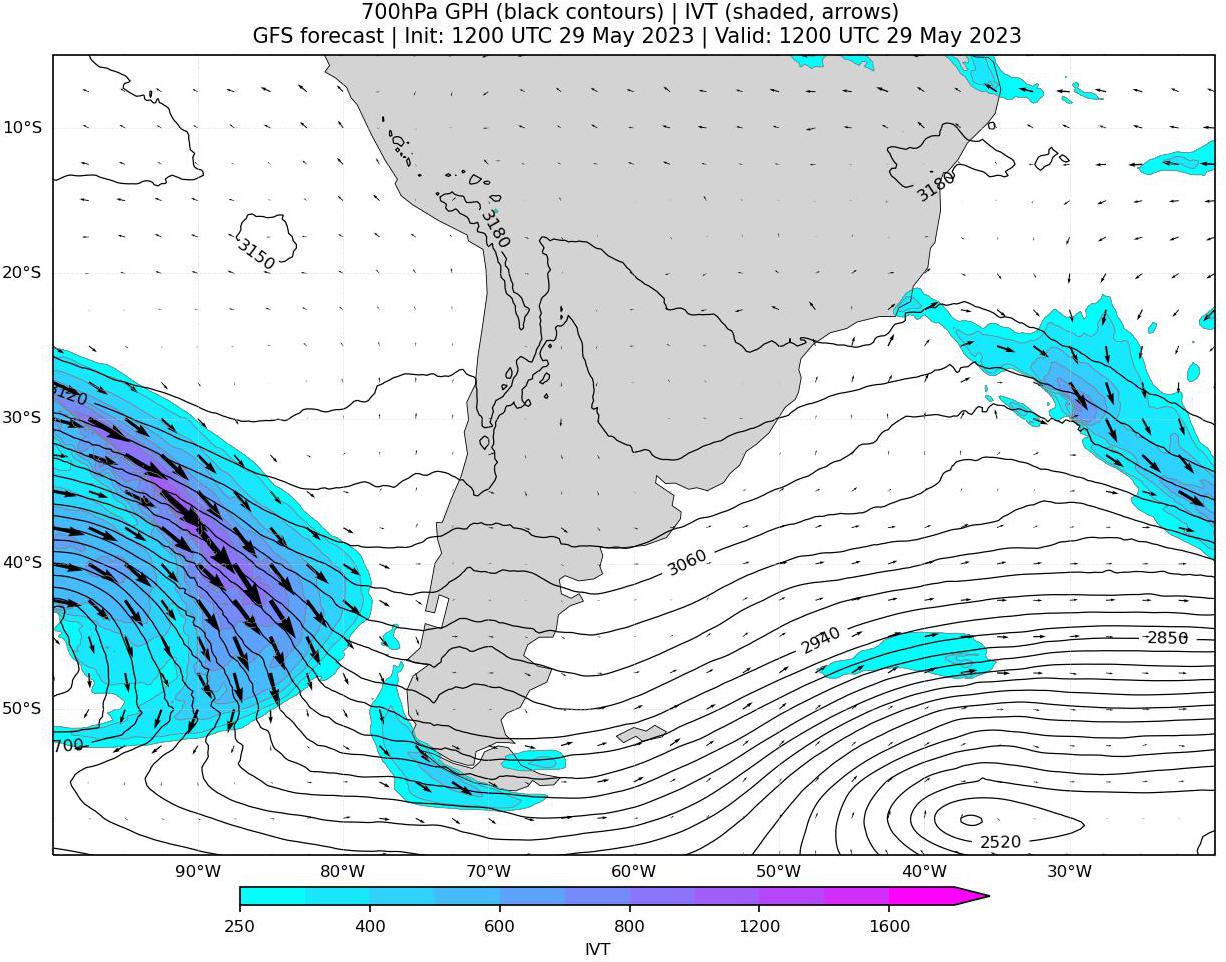 700hPa GPH (black contours) | IVT (shaded, arrows)
GFS forecast | Init: 1200 UTC 29 May 2023 | Valid: 1200 UTC 29 May 2023
10°S
3180
3180
3150
20°S
3120
30°S
40°S
3060
2940
2850
50°S
700
2520
90°W 80°W 70°W 60°W 50°W 40°W 30°W
250 400 600 800 1200 1600
IVT